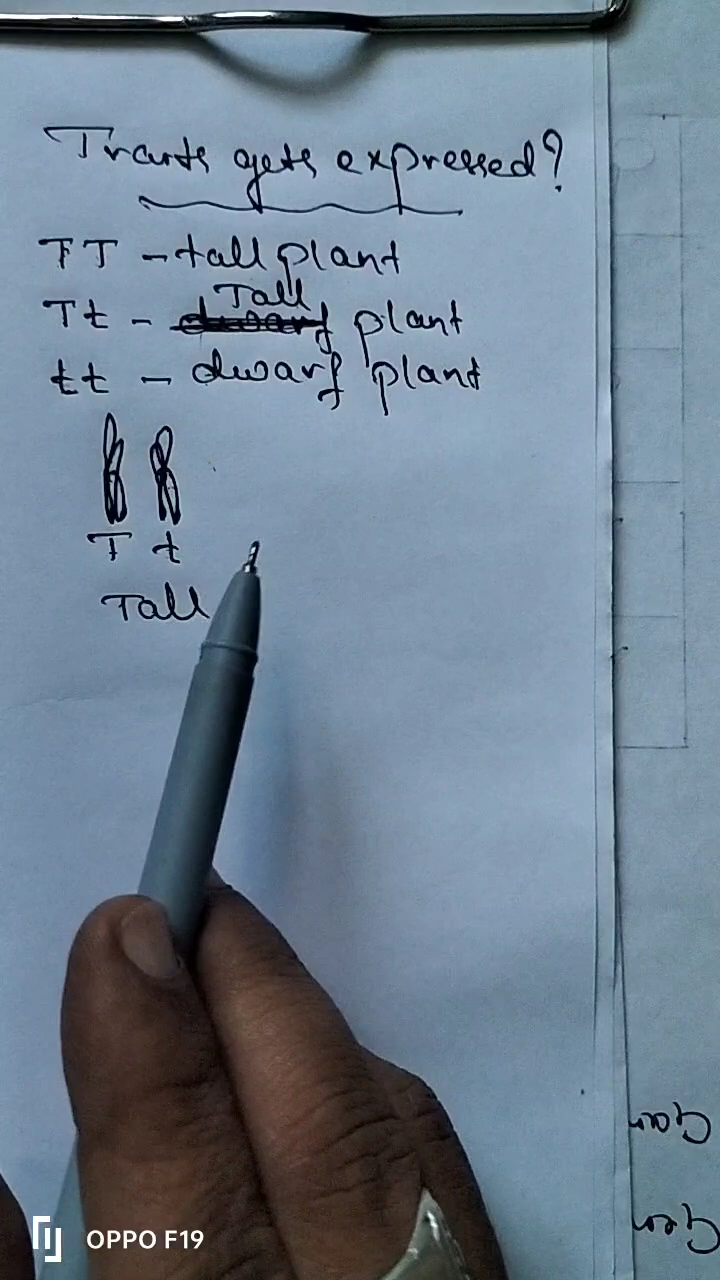 Traits gets expressed?
TT - tall plant
Tall
Tt - dwarf plant
tt - dwarf plant
T t
Tall
OPPO F19